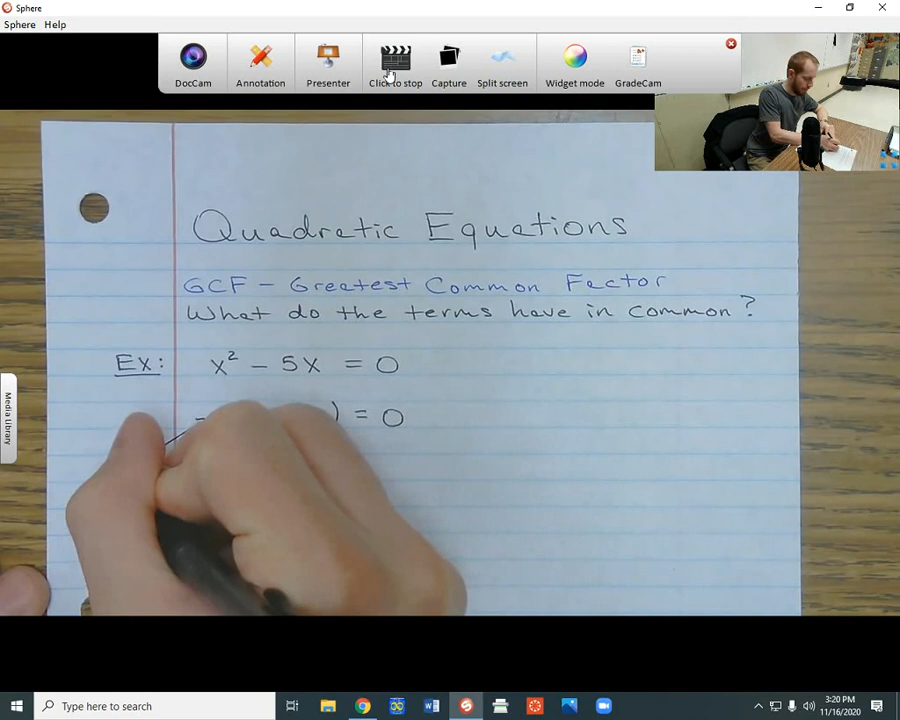 Sphere
Sphere Help
DocCam Annotation Presenter Click to stop Capture Split screen Widget mode GradeCam
Quadratic Equations
GCF - Greatest Common Factor
What do the terms have in common?
Ex: x² - 5x = 0
) = 0
Media Library
Type here to search
3:20 PM
11/16/2020